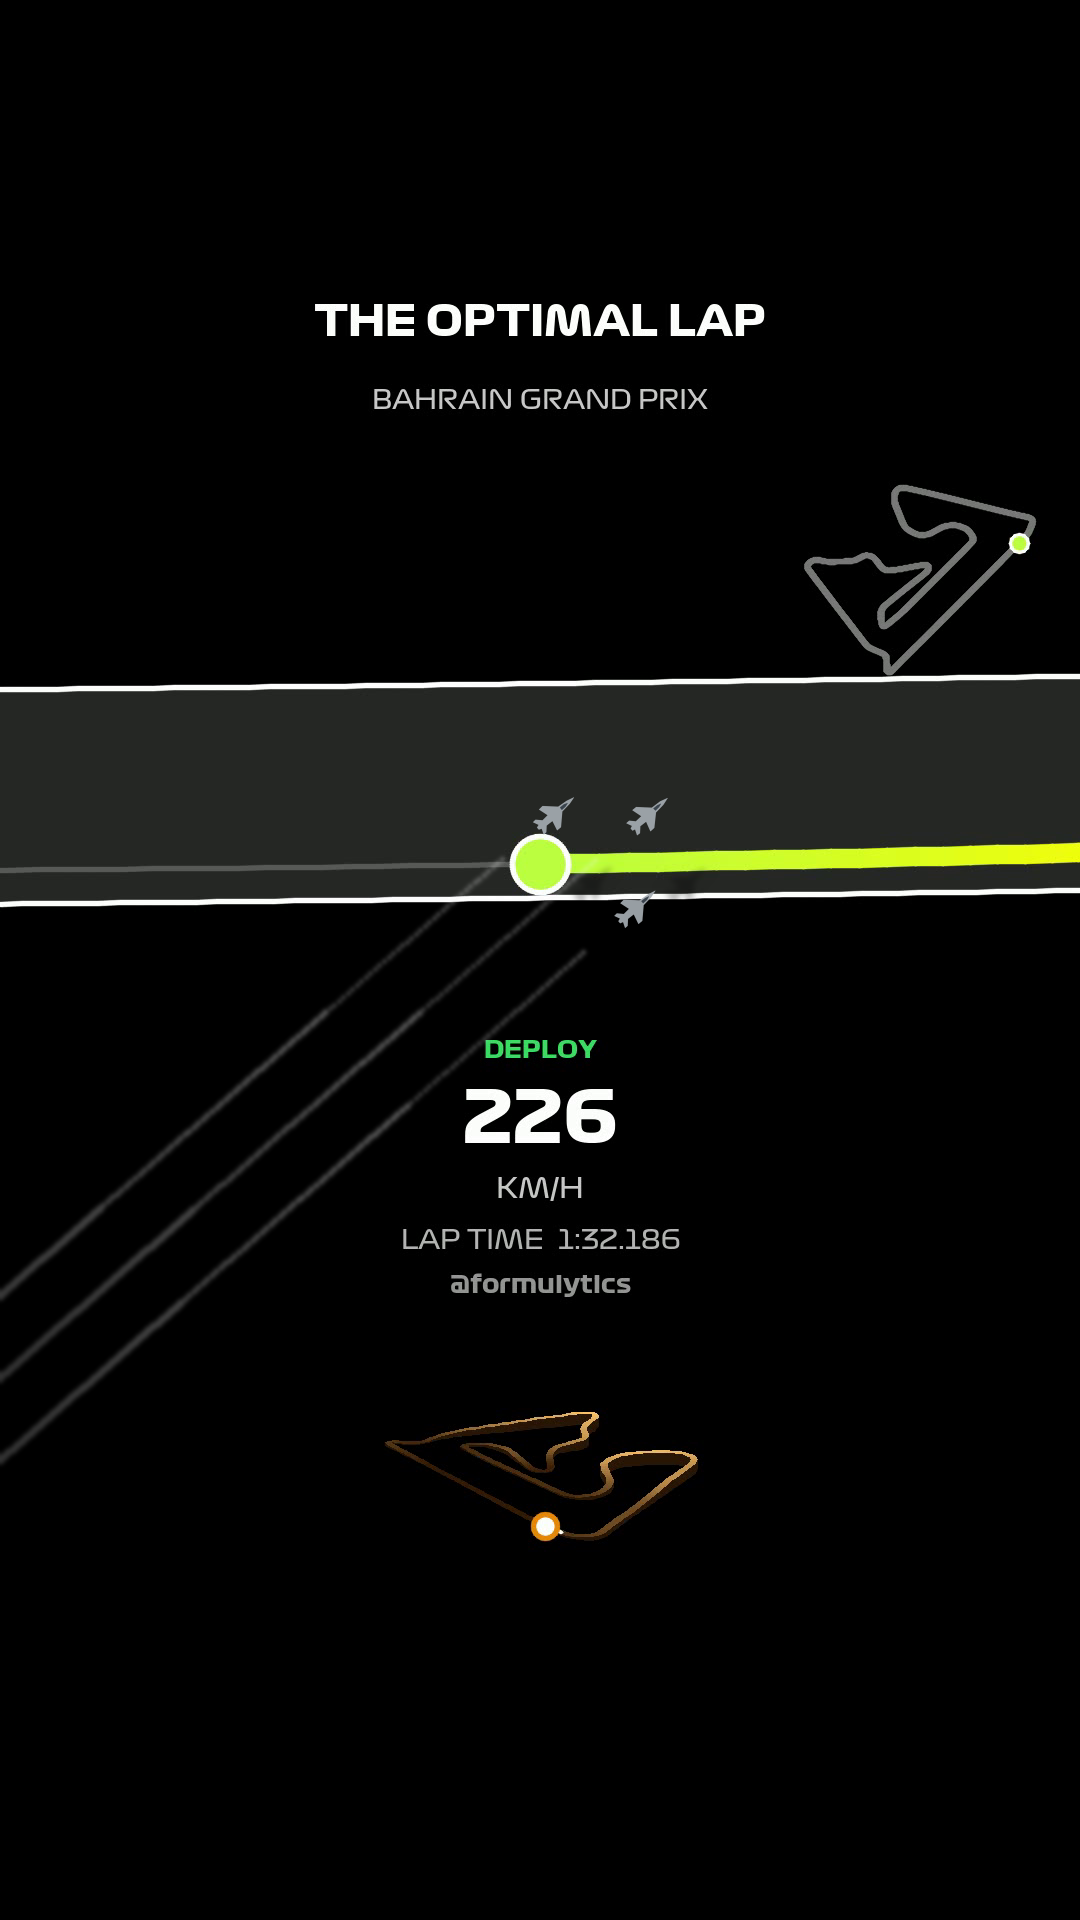 THE OPTIMAL LAP
BAHRAIN GRAND PRIX
DEPLOY
226
KM/H
LAP TIME 1:32.186
@formulytics